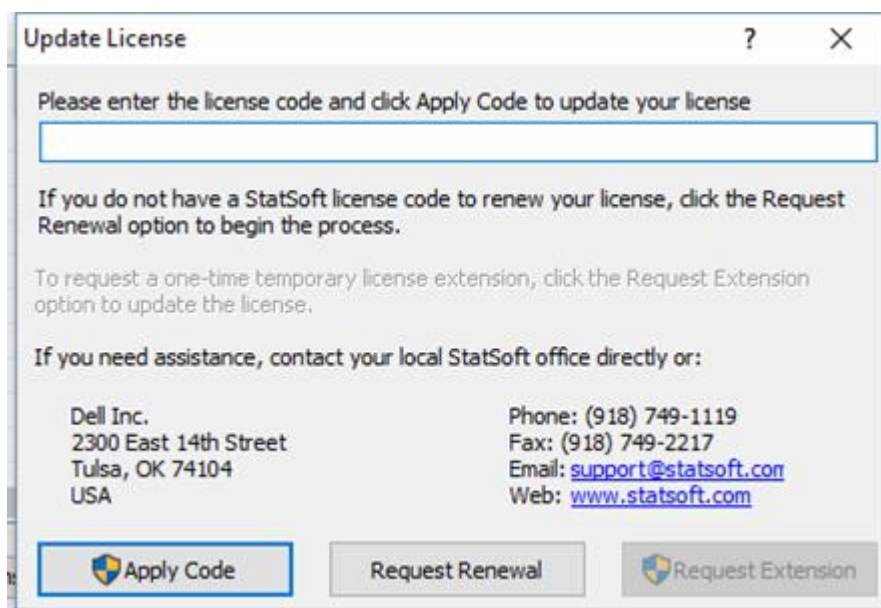 Update License
Please enter the license code and click Apply Code to update your license
If you do not have a StatSoft license code to renew your license, click the Request
Renewal option to begin the process.
To request a one-time temporary license extension, click the Request Extension
option to update the license.
If you need assistance, contact your local StatSoft office directly or:
Dell Inc.
2300 East 14th Street
Tulsa, OK 74104
USA
Phone: (918) 749-1119
Fax: (918) 749-2217
Email: support@statsoft.com
Web: www.statsoft.com
Apply Code
Request Renewal
Request Extension